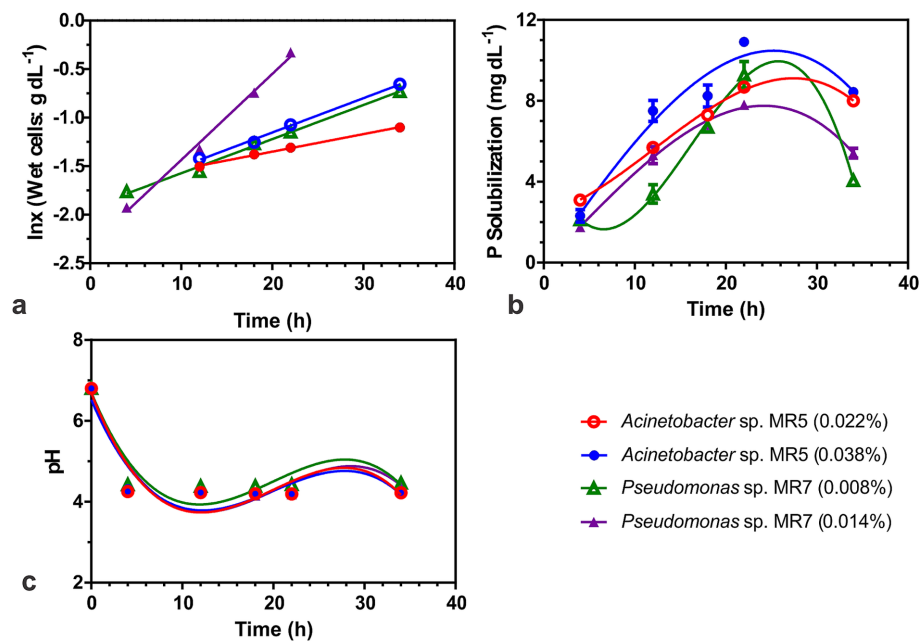 lnx (Wet cells: g dL⁻¹)
0.0
-0.5
-1.0
-1.5
-2.0
-2.5
0 10 20 30 40
Time (h)
a
P Solubilization (mg dL⁻¹)
12
8
4
0
0 10 20 30 40
Time (h)
b
pH
8
6
4
2
0 10 20 30 40
Time (h)
c
Acinetobacter sp. MR5 (0.022%)
Acinetobacter sp. MR5 (0.038%)
Pseudomonas sp. MR7 (0.008%)
Pseudomonas sp. MR7 (0.014%)